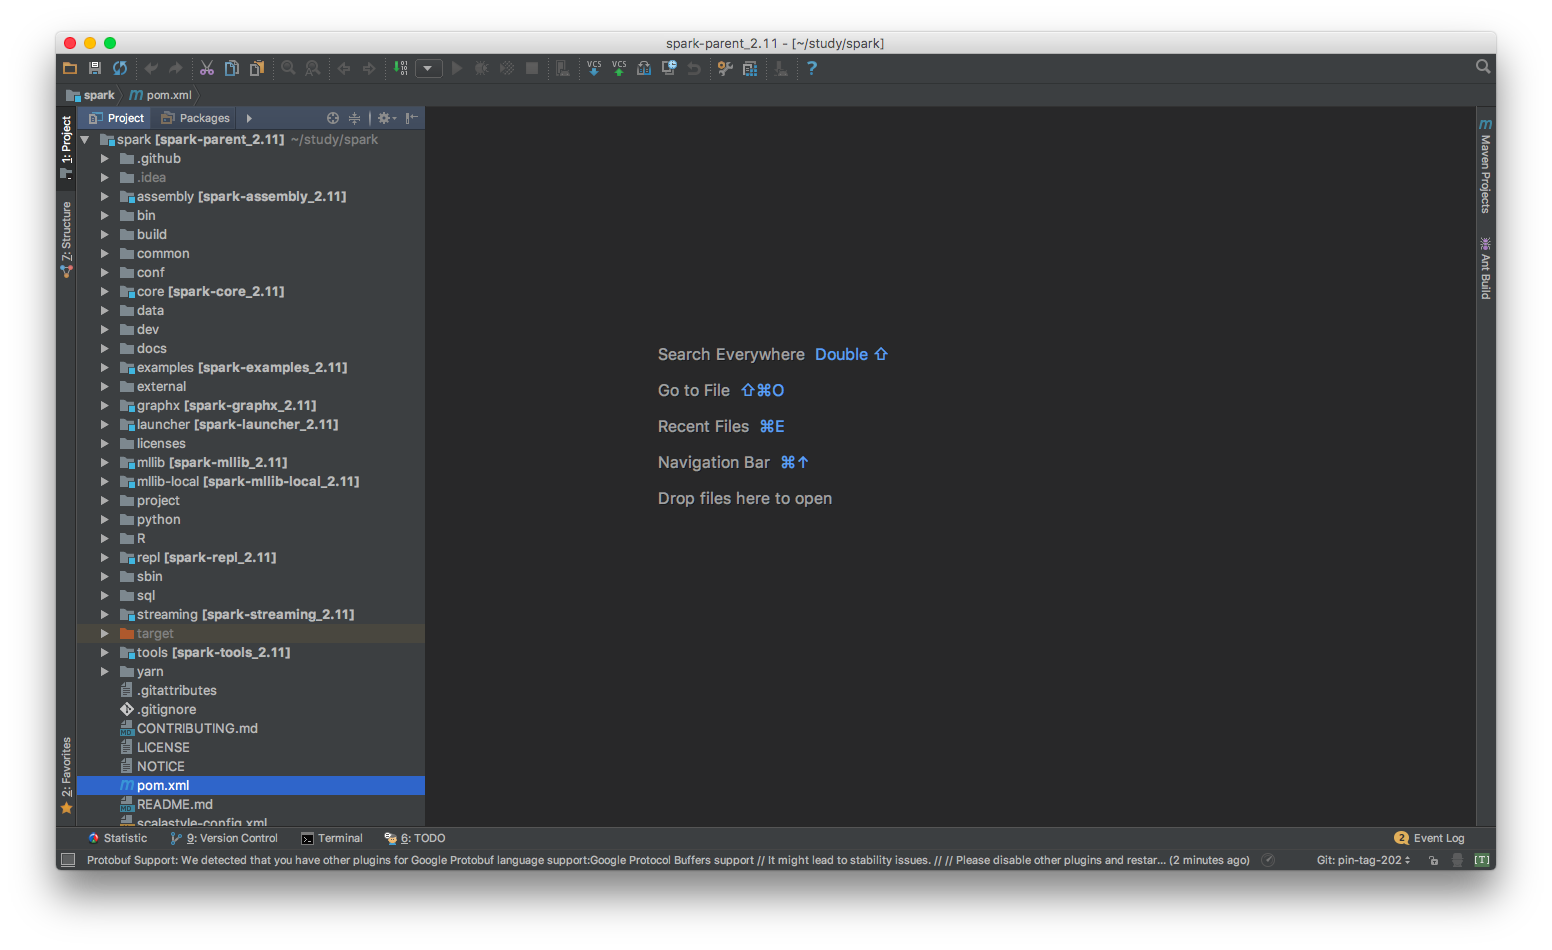 spark-parent_2.11 - [~/study/spark]
spark
pom.xml
Project
Packages
1: Project
Z: Structure
2: Favorites
spark [spark-parent_2.11] ~/study/spark
.github
.idea
assembly [spark-assembly_2.11]
bin
build
common
conf
core [spark-core_2.11]
data
dev
docs
examples [spark-examples_2.11]
external
graphx [spark-graphx_2.11]
launcher [spark-launcher_2.11]
licenses
mllib [spark-mllib_2.11]
mllib-local [spark-mllib-local_2.11]
project
python
R
repl [spark-repl_2.11]
sbin
sql
streaming [spark-streaming_2.11]
target
tools [spark-tools_2.11]
yarn
.gitattributes
.gitignore
CONTRIBUTING.md
LICENSE
NOTICE
pom.xml
README.md
scalastyle-config.xml
Search Everywhere Double ⇧
Go to File ⇧⌘O
Recent Files ⌘E
Navigation Bar ⌘↑
Drop files here to open
Maven Projects
Ant Build
Statistic
9: Version Control
Terminal
6: TODO
2 Event Log
Protobuf Support: We detected that you have other plugins for Google Protobuf language support:Google Protocol Buffers support // It might lead to stability issues. // // Please disable other plugins and restar... (2 minutes ago)
Git: pin-tag-202
[T]